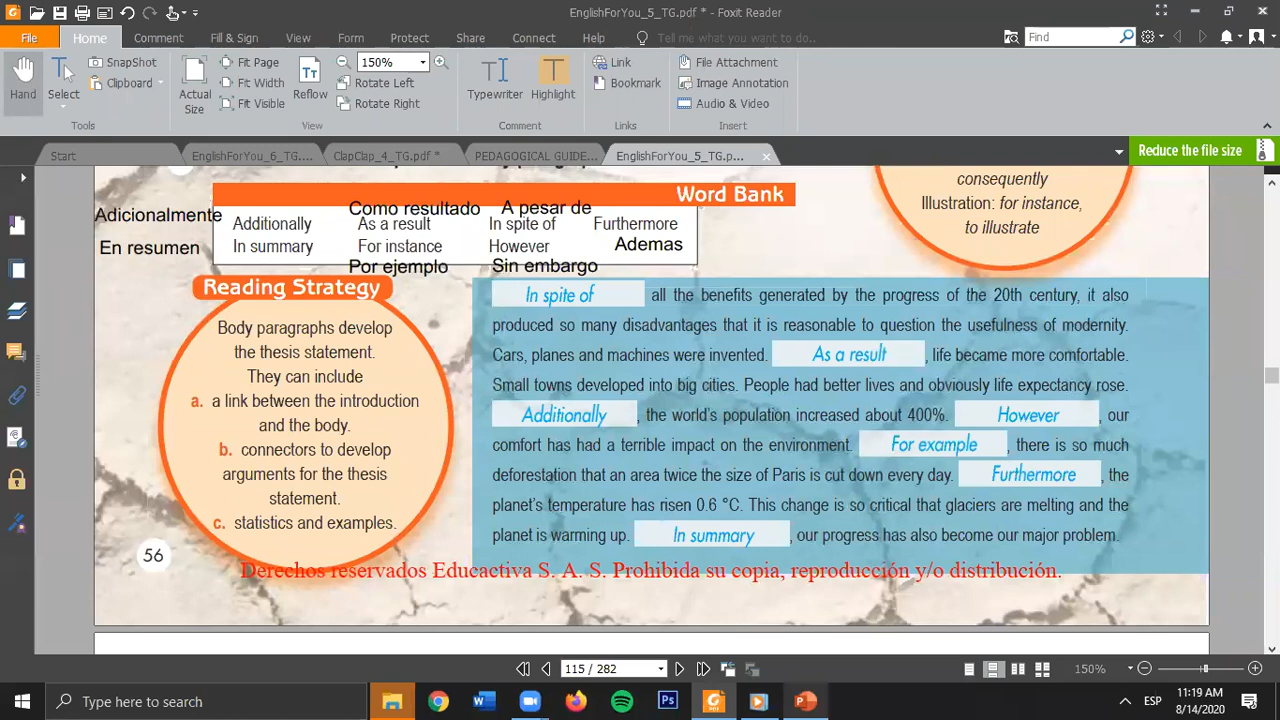 EnglishForYou_5_TG.pdf * - Foxit Reader
File Home Comment Fill & Sign View Form Protect Share Connect Help Tell me what you want to do.. Find
Hand Select SnapShot Clipboard Actual Size Fit Page Fit Width Fit Visible Reflow 150% Rotate Left Rotate Right Typewriter Highlight Link Bookmark File Attachment Image Annotation Audio & Video
Tools View Comment Links Insert
Start EnglishForYou_6_TG.... ClapClap_4_TG.pdf * PEDAGOGICAL GUIDE... EnglishForYou_5_TG.p... Reduce the file size
consequently
Illustration: for instance,
to illustrate
Word Bank
Adicionalmente Como resultado A pesar de
Additionally As a result In spite of Furthermore
En resumen In summary For instance However Ademas
Por ejemplo Sin embargo
Reading Strategy
Body paragraphs develop
the thesis statement.
They can include
a. a link between the introduction
and the body.
b. connectors to develop
arguments for the thesis
statement.
c. statistics and examples.
In spite of all the benefits generated by the progress of the 20th century, it also
produced so many disadvantages that it is reasonable to question the usefulness of modernity.
Cars, planes and machines were invented. As a result, life became more comfortable.
Small towns developed into big cities. People had better lives and obviously life expectancy rose.
Additionally, the world's population increased about 400%. However, our
comfort has had a terrible impact on the environment. For example, there is so much
deforestation that an area twice the size of Paris is cut down every day. Furthermore, the
planet's temperature has risen 0.6 °C. This change is so critical that glaciers are melting and the
planet is warming up. In summary, our progress has also become our major problem.
56
Derechos reservados Educactiva S. A. S. Prohibida su copia, reproducción y/o distribución.
115 / 282 150%
Type here to search ESP 11:19 AM
8/14/2020